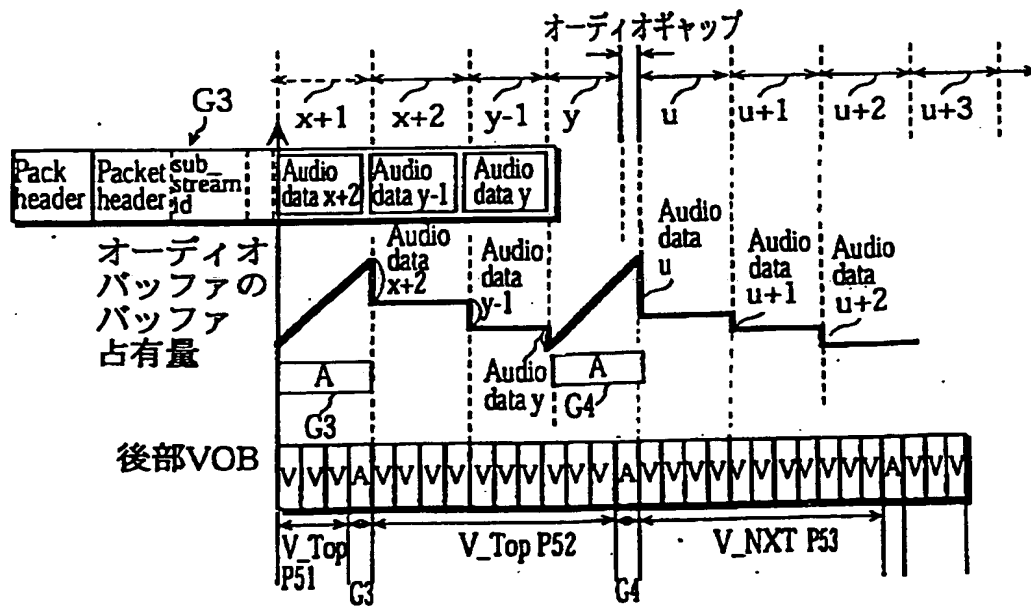 オーディオギャップ
x+1 x+2 y-1 y u u+1 u+2 u+3
G3
Pack header
Packet header
sub_stream id
Audio data x+2
Audio data y-1
Audio data y
オーディオ
バッファの
バッファ
占有量
Audio data x+2
Audio data y-1
Audio data y
Audio data u
Audio data u+1
Audio data u+2
A
G3
A
G4
後部VOB
V V V A V V V V V V V V V V A V V V V V V V V V V A V V V
V_Top P51
G3
V_Top P52
G4
V_NXT P53